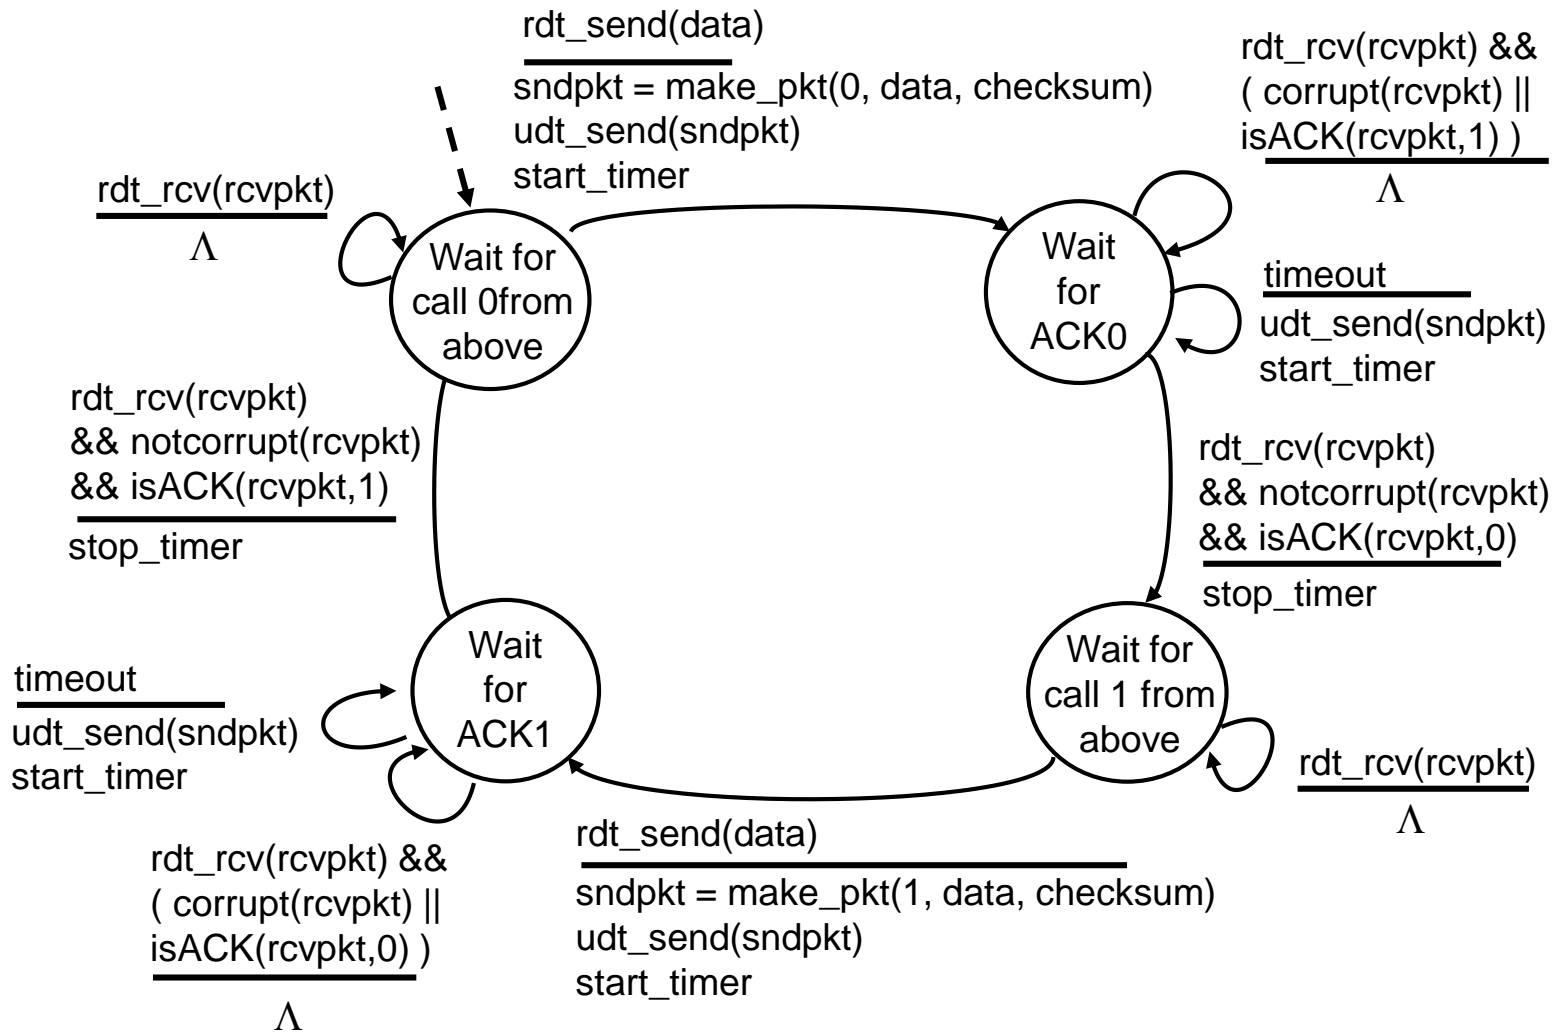 rdt_send(data)
sndpkt = make_pkt(0, data, checksum)
udt_send(sndpkt)
start_timer
rdt_rcv(rcvpkt) &&
( corrupt(rcvpkt) ||
isACK(rcvpkt,1) )
Λ
rdt_rcv(rcvpkt)
Λ
Wait for
call 0from
above
Wait
for
ACK0
timeout
udt_send(sndpkt)
start_timer
rdt_rcv(rcvpkt)
&& notcorrupt(rcvpkt)
&& isACK(rcvpkt,1)
stop_timer
rdt_rcv(rcvpkt)
&& notcorrupt(rcvpkt)
&& isACK(rcvpkt,0)
stop_timer
Wait
for
ACK1
Wait for
call 1 from
above
timeout
udt_send(sndpkt)
start_timer
rdt_rcv(rcvpkt)
Λ
rdt_rcv(rcvpkt) &&
( corrupt(rcvpkt) ||
isACK(rcvpkt,0) )
Λ
rdt_send(data)
sndpkt = make_pkt(1, data, checksum)
udt_send(sndpkt)
start_timer